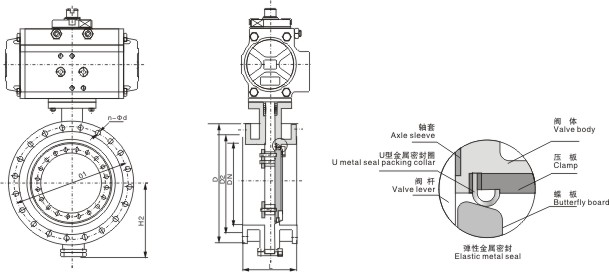 n-Φd
D1
H2
D
D2
DN
L
轴套
Axle sleeve
U型金属密封圈
U metal seal packing collar
阀 杆
Valve lever
阀 体
Valve body
压 板
Clamp
蝶 板
Butterfly board
弹性金属密封
Elastic metal seal